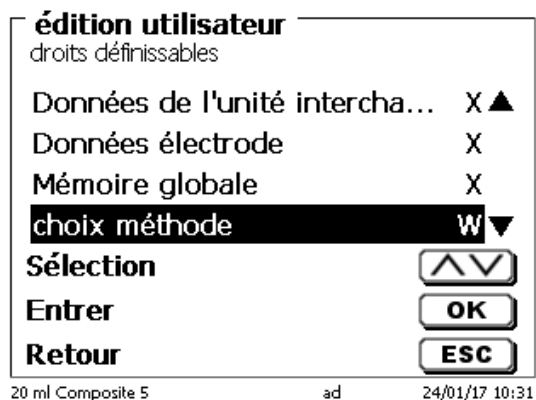 édition utilisateur
droits définissables
Données de l'unité intercha... X
Données électrode X
Mémoire globale X
choix méthode W
Sélection
Entrer OK
Retour ESC
20 ml Composite 5 ad 24/01/17 10:31